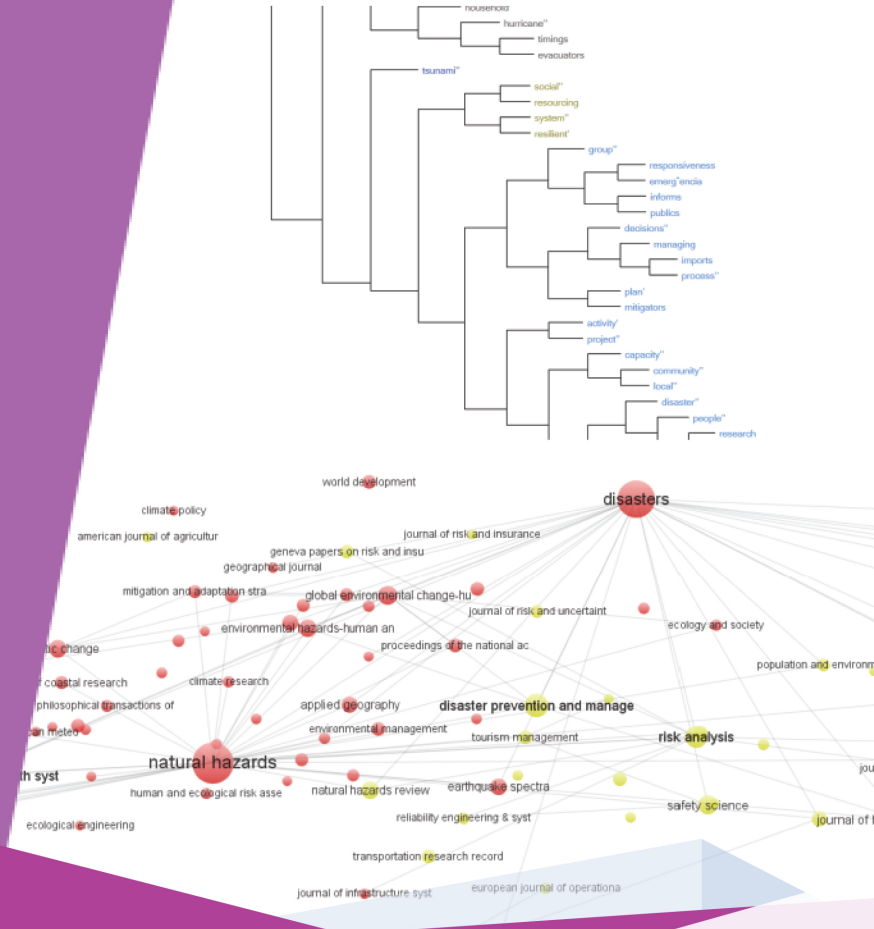 household
hurricane"
timings
evacuators
tsunami"
social"
resourcing
system"
resilient'
group"
responsiveness
emerg"encia
informs
publics
decisions"
managing
imports
process"
plan'
mitigators
activity'
project"
capacity"
community"
local"
disaster"
people"
research
world development
disasters
climate policy
american journal of agricultur
journal of risk and insurance
geneva papers on risk and insu
geographical journal
mitigation and adaptation stra
global environmental change-hu
journal of risk and uncertaint
environmental hazards-human an
ecology and society
proceedings of the national ac
ic change
population and environm
coastal research
climate research
philosophical transactions of
applied geography
disaster prevention and manage
can meteo
environmental management
tourism management
risk analysis
natural hazards
th syst
jou
human and ecological risk asse
natural hazards review
earthquake spectra
safety science
reliability engineering & syst
journal of t
ecological engineering
transportation research record
journal of infrastructure syst
european journal of operationa